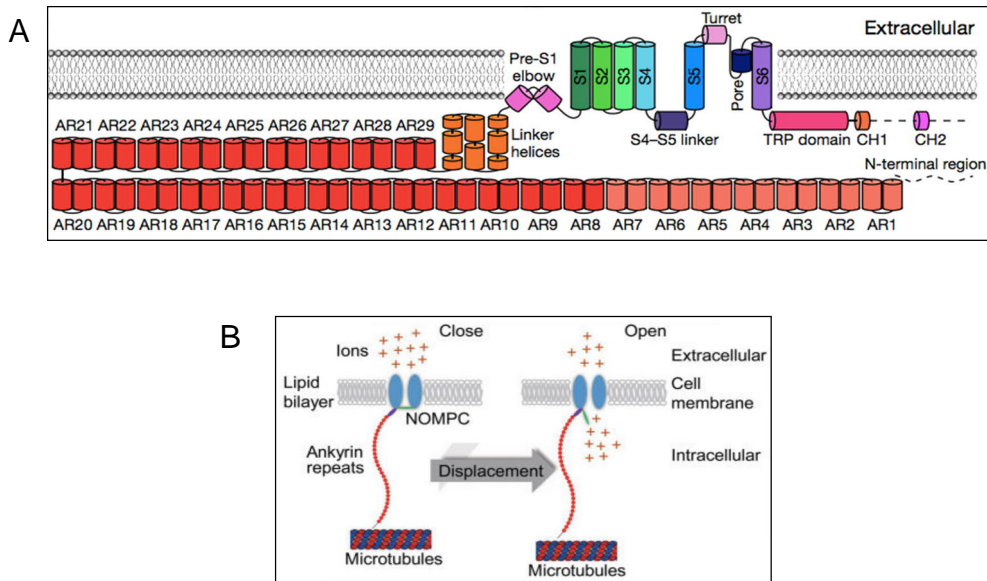 A
Extracellular
Turret
Pre-S1
elbow
S1
S2
S3
S4
S5
Pore
S6
AR21 AR22 AR23 AR24 AR25 AR26 AR27 AR28 AR29
Linker
helices
S4–S5 linker
TRP domain CH1
CH2
N-terminal region
AR20 AR19 AR18 AR17 AR16 AR15 AR14 AR13 AR12 AR11 AR10 AR9 AR8 AR7 AR6 AR5 AR4 AR3 AR2 AR1
B
Close
Open
Ions
Extracellular
Lipid
bilayer
Cell
membrane
NOMPC
Ankyrin
repeats
Intracellular
Displacement
Microtubules
Microtubules